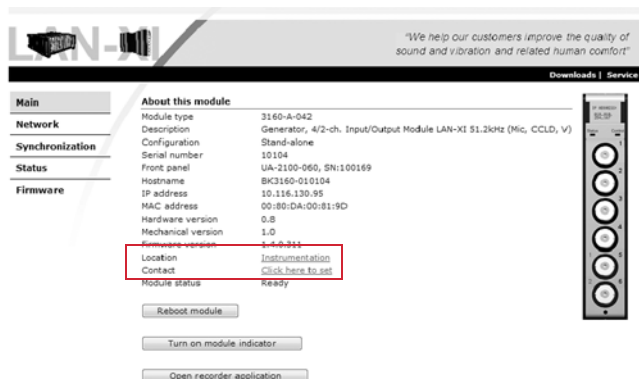 LAN-XI
"We help our customers improve the quality of
sound and vibration and related human comfort"
Downloads | Service
Main
Network
Synchronization
Status
Firmware
About this module
Module type 3160-A-042
Description Generator, 4/2-ch. Input/Output Module LAN-XI 51.2kHz (Mic, CCLD, V)
Configuration Stand-alone
Serial number 10104
Front panel UA-2100-060, SN:100169
Hostname BK3160-010104
IP address 10.116.130.95
MAC address 00:80:DA:00:81:9D
Hardware version 0.8
Mechanical version 1.0
Firmware version 1.4.0.311
Location Instrumentation
Contact Click here to set
Module status Ready
Reboot module
Turn on module indicator
Open recorder application